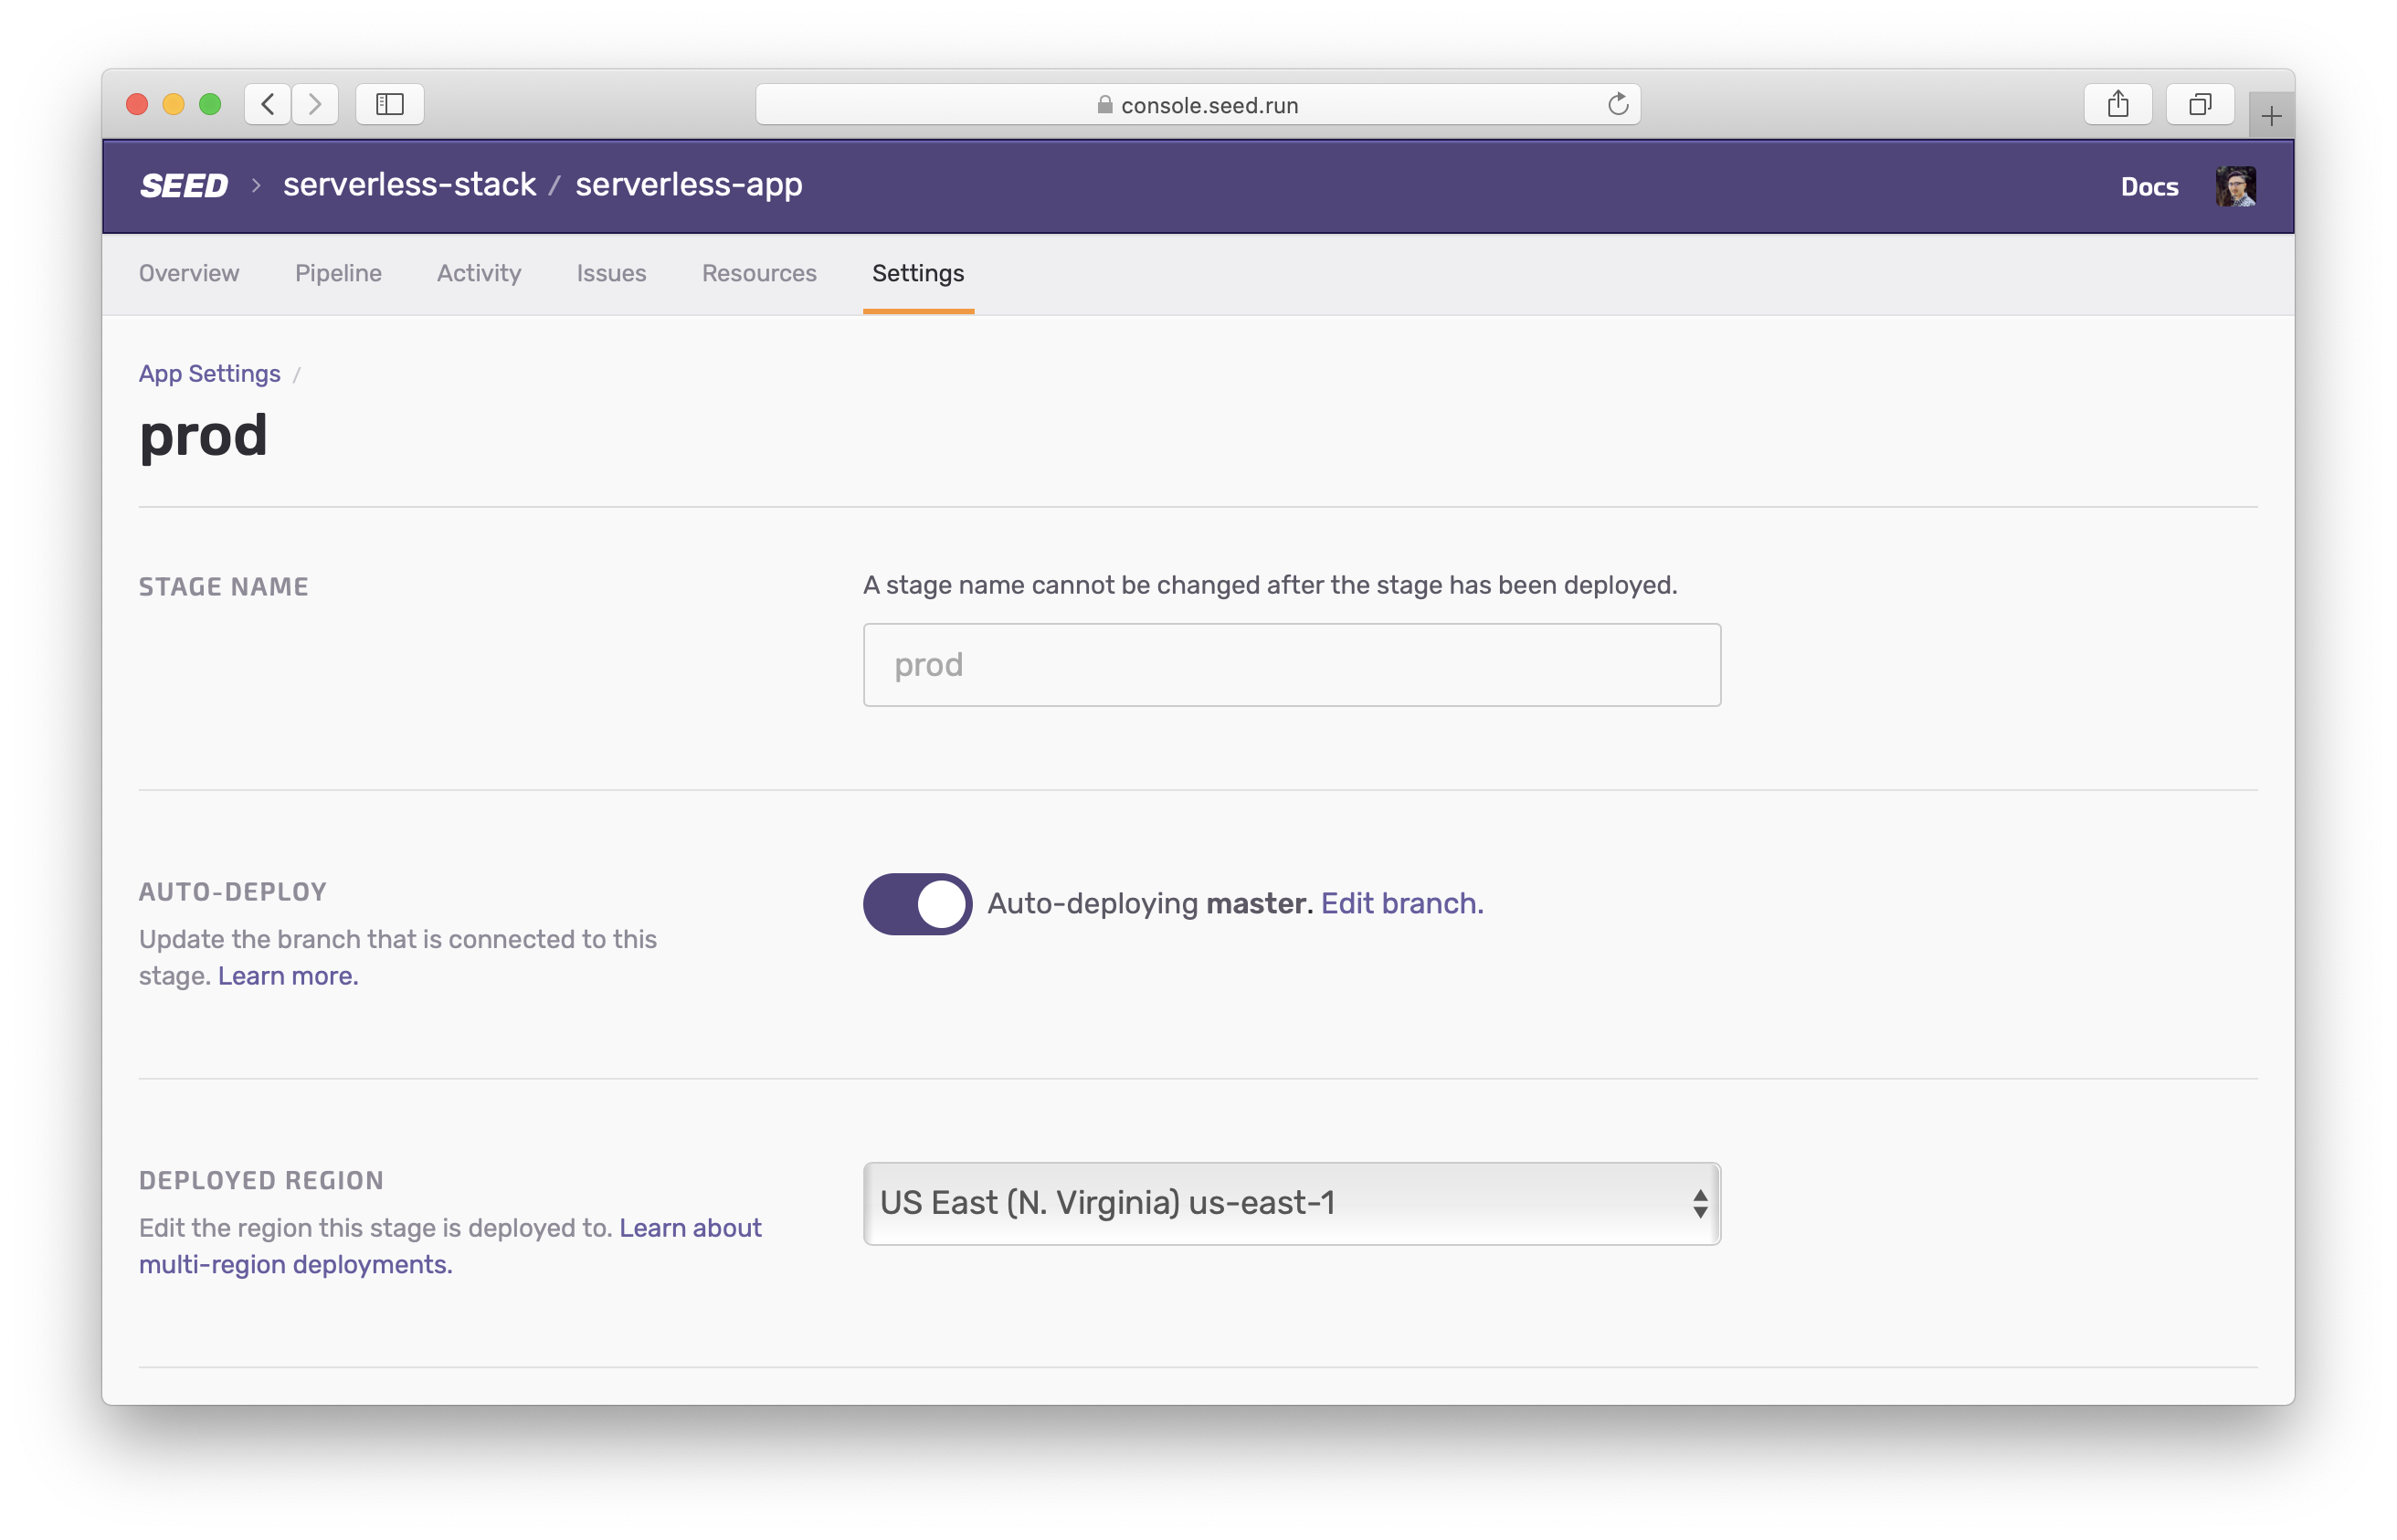 console.seed.run
SEED > serverless-stack / serverless-app
Docs
Overview Pipeline Activity Issues Resources Settings
App Settings /
prod
STAGE NAME
A stage name cannot be changed after the stage has been deployed.
prod
AUTO-DEPLOY
Update the branch that is connected to this
stage. Learn more.
Auto-deploying master. Edit branch.
DEPLOYED REGION
Edit the region this stage is deployed to. Learn about
multi-region deployments.
US East (N. Virginia) us-east-1